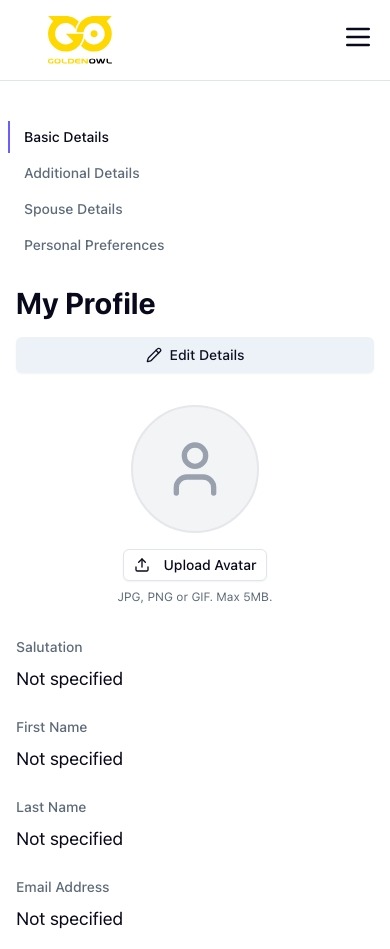 GO
GOLDENOWL
Basic Details
Additional Details
Spouse Details
Personal Preferences
My Profile
Edit Details
Upload Avatar
JPG, PNG or GIF. Max 5MB.
Salutation
Not specified
First Name
Not specified
Last Name
Not specified
Email Address
Not specified